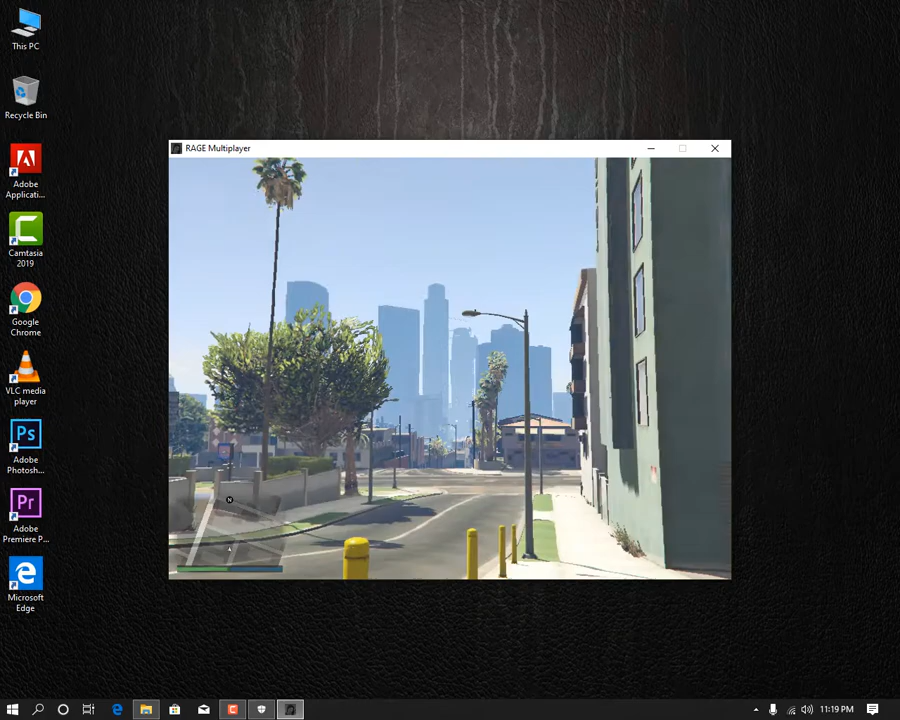 This PC
Recycle Bin
Adobe
Applicati...
Camtasia
2019
Google
Chrome
VLC media
player
Adobe
Photosh...
Adobe
Premiere P...
Microsoft
Edge
RAGE Multiplayer
N
11:19 PM